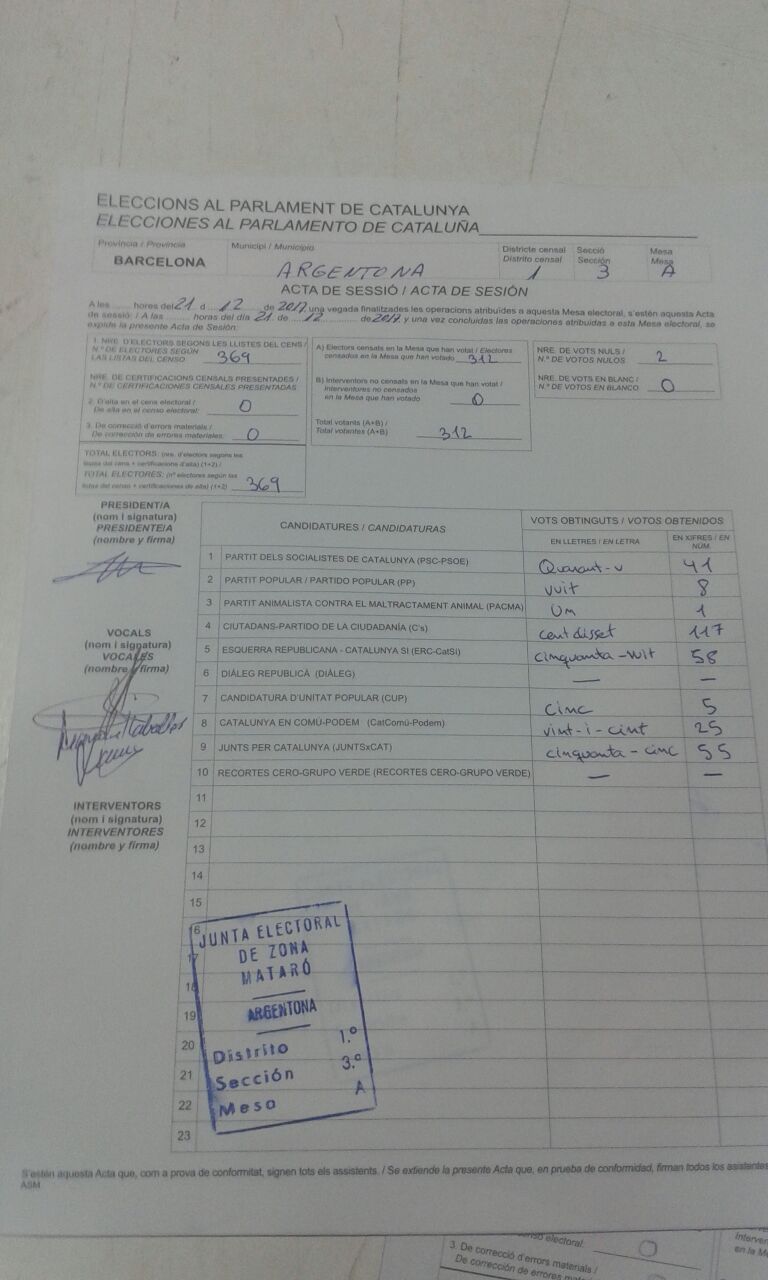 ELECCIONS AL PARLAMENT DE CATALUNYA
ELECCIONES AL PARLAMENTO DE CATALUÑA
Província / Provincia
BARCELONA
Municipi / Municipio
ARGENTONA
Districte censal
Distrito censal
1
Secció
Sección
3
Mesa
Mesa
A
ACTA DE SESSIÓ / ACTA DE SESIÓN
A les ........ hores del 21 d 12 de 2017 una vegada finalitzades les operacions atribuïdes a aquesta Mesa electoral, s'estén aquesta Acta
de sessió: / A las ........ horas del día 21 de 12 de 2017 y una vez concluidas las operaciones atribuidas a esta Mesa electoral, se
expide la presente Acta de Sesión:
1. NRE. D'ELECTORS SEGONS LES LLISTES DEL CENS /
N.º DE ELECTORES SEGÚN
LAS LISTAS DEL CENSO 369
NRE. DE CERTIFICACIONS CENSALS PRESENTADES /
N.º DE CERTIFICACIONES CENSALES PRESENTADAS
2. D'alta en el cens electoral /
De alta en el censo electoral: 0
3. De correcció d'errors materials /
De corrección de errores materiales: 0
TOTAL ELECTORS: (nre. d'electors segons les
llistes del cens + certificacions d'alta) (1+2) /
TOTAL ELECTORES: (nº electores según las
listas del censo + certificaciones de alta) (1+2) 369
A) Electors censats en la Mesa que han votat / Electores
censados en la Mesa que han votado 312
B) Interventors no censats en la Mesa que han votat /
Interventores no censados
en la Mesa que han votado 0
Total votants (A+B) /
Total votantes (A+B) 312
NRE. DE VOTS NULS /
N.º DE VOTOS NULOS 2
NRE. DE VOTS EN BLANC /
N.º DE VOTOS EN BLANCO 0
PRESIDENT/A
(nom i signatura)
PRESIDENTE/A
(nombre y firma)
VOCALS
(nom i signatura)
VOCALES
(nombre y firma)
INTERVENTORS
(nom i signatura)
INTERVENTORES
(nombre y firma)
CANDIDATURES / CANDIDATURAS
VOTS OBTINGUTS / VOTOS OBTENIDOS
EN LLETRES / EN LETRA
EN XIFRES / EN
NÚM.
1 PARTIT DELS SOCIALISTES DE CATALUNYA (PSC-PSOE) Quarant-u 41
2 PARTIT POPULAR / PARTIDO POPULAR (PP) vuit 8
3 PARTIT ANIMALISTA CONTRA EL MALTRACTAMENT ANIMAL (PACMA) Um 1
4 CIUTADANS-PARTIDO DE LA CIUDADANÍA (C's) cent disset 117
5 ESQUERRA REPUBLICANA - CATALUNYA SÍ (ERC-CatSí) cinquanta-vuit 58
6 DIÀLEG REPUBLICÀ (DIÀLEG) — —
7 CANDIDATURA D'UNITAT POPULAR (CUP) cinc 5
8 CATALUNYA EN COMÚ-PODEM (CatComú-Podem) vint-i-cint 25
9 JUNTS PER CATALUNYA (JUNTSxCAT) cinquanta-cinc 55
10 RECORTES CERO-GRUPO VERDE (RECORTES CERO-GRUPO VERDE) — —
11
12
13
14
15
16
17
18
19
20
21
22
23
JUNTA ELECTORAL
DE ZONA
MATARÓ
ARGENTONA
Distrito 1.º
Sección 3.º
Mesa A
S'estén aquesta Acta que, com a prova de conformitat, signen tots els assistents. / Se extiende la presente Acta que, en prueba de conformidad, firman todos los asistentes
ASM
censo electoral: 0
3. De correcció d'errors materials /
De corrección de errores materiales
Interven
en la M